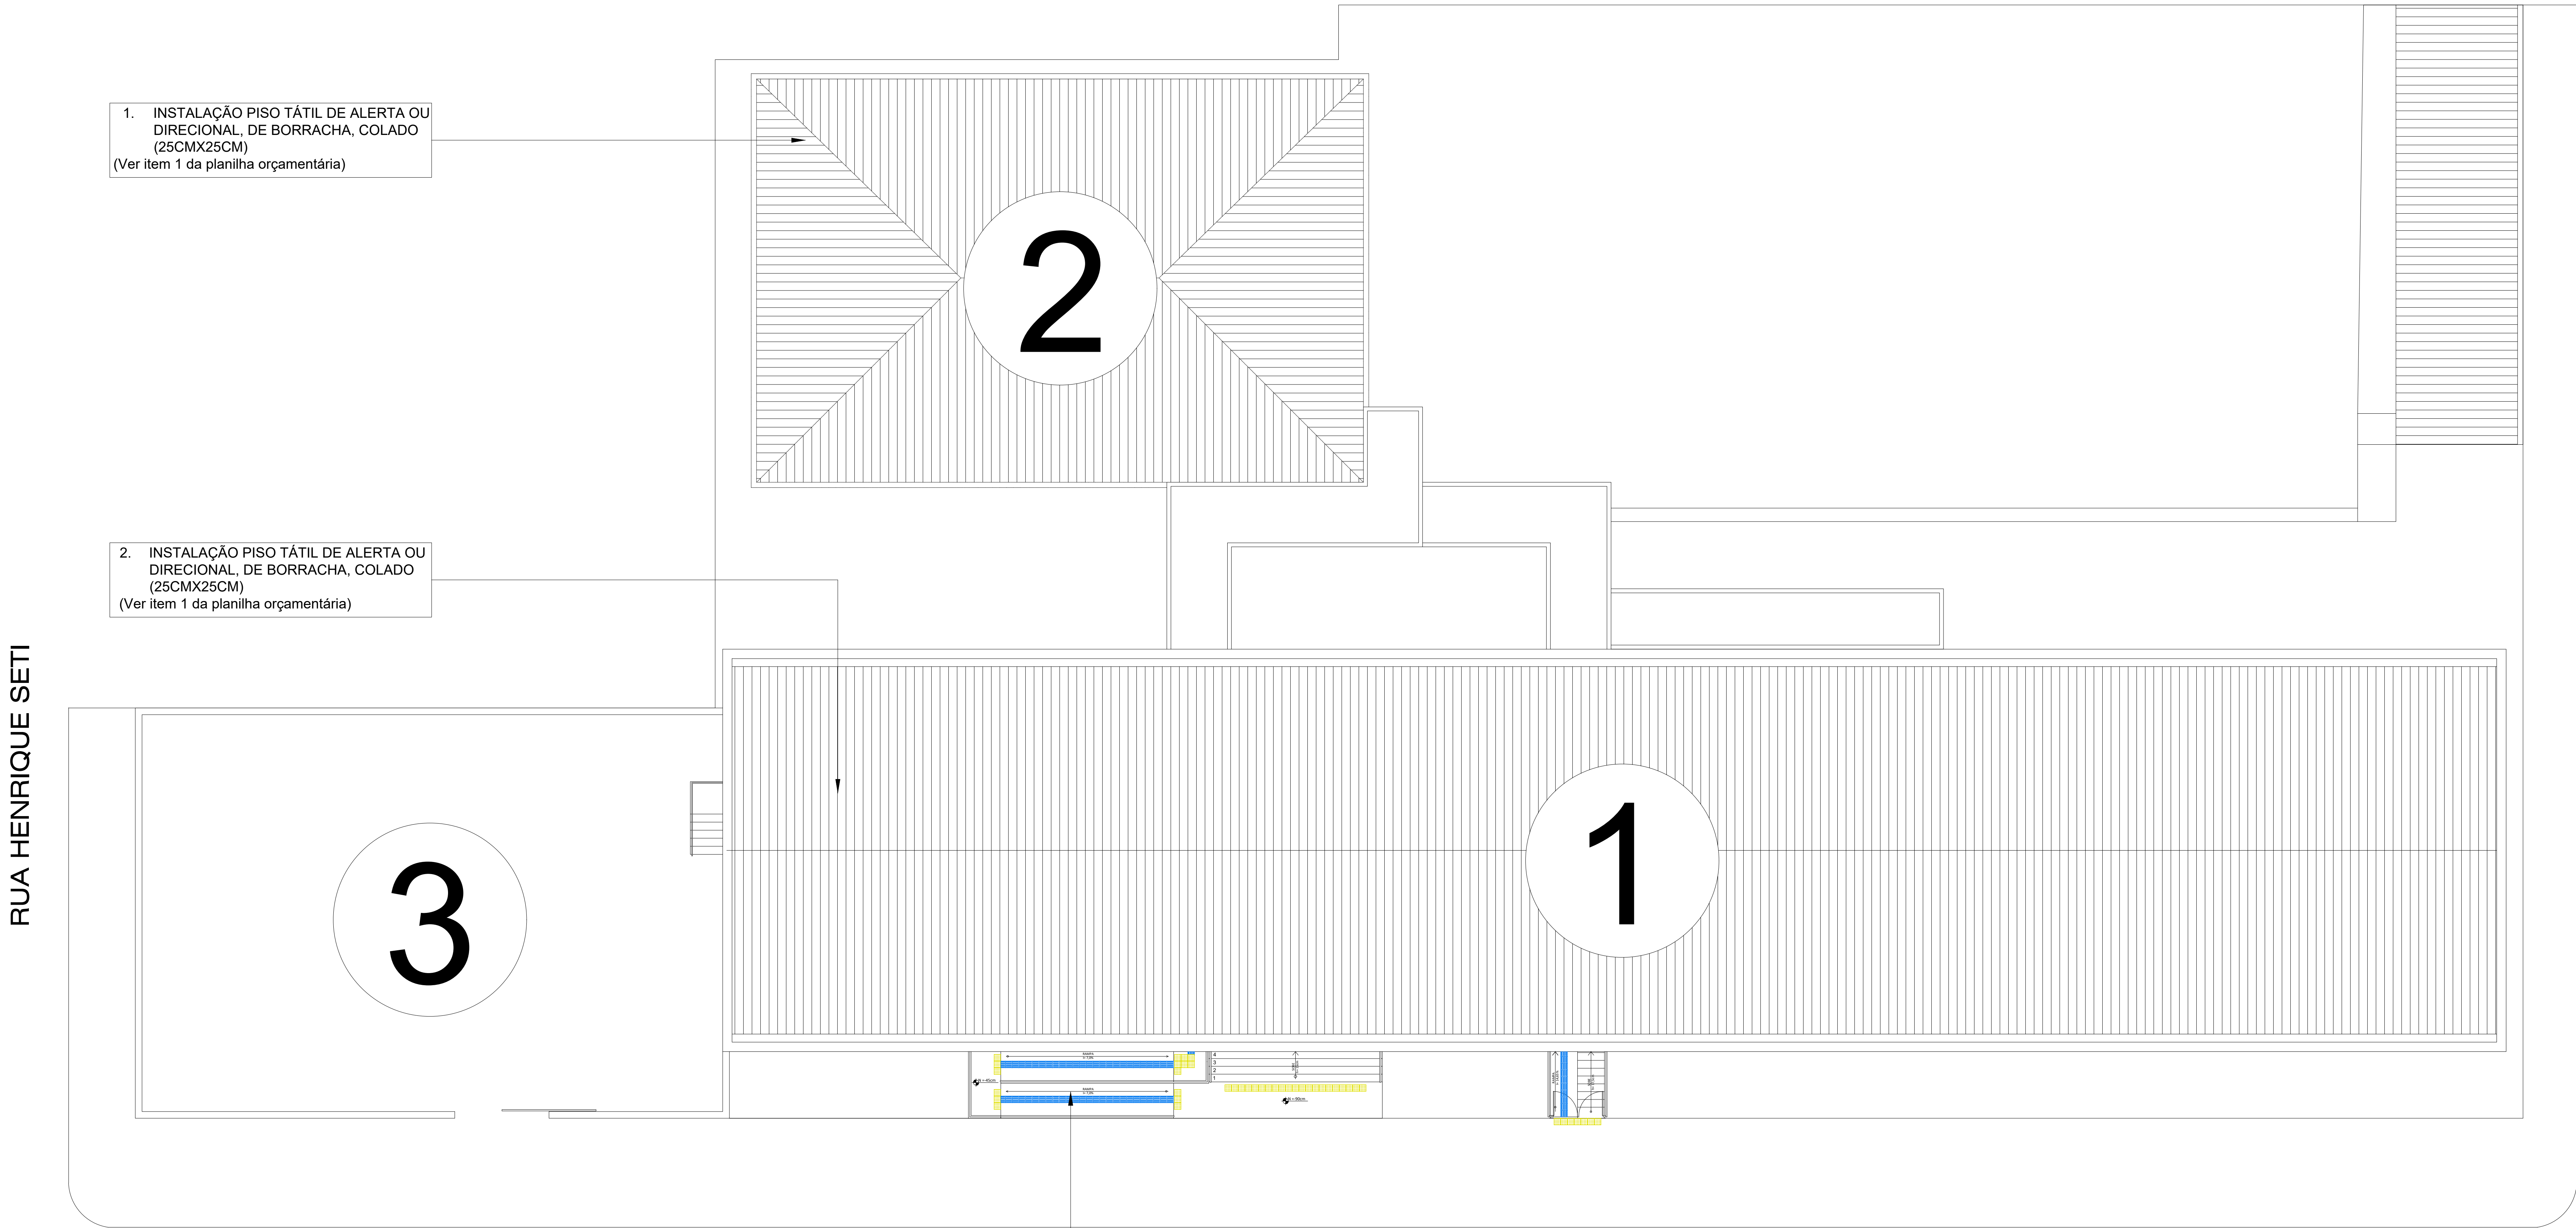 1. INSTALAÇÃO PISO TÁTIL DE ALERTA OU
DIRECIONAL, DE BORRACHA, COLADO
(25CMX25CM)
(Ver item 1 da planilha orçamentária)
2
2. INSTALAÇÃO PISO TÁTIL DE ALERTA OU
DIRECIONAL, DE BORRACHA, COLADO
(25CMX25CM)
(Ver item 1 da planilha orçamentária)
RUA HENRIQUE SETI
3
1
RAMPA
RAMPA
4
3
2
1
RAMPA